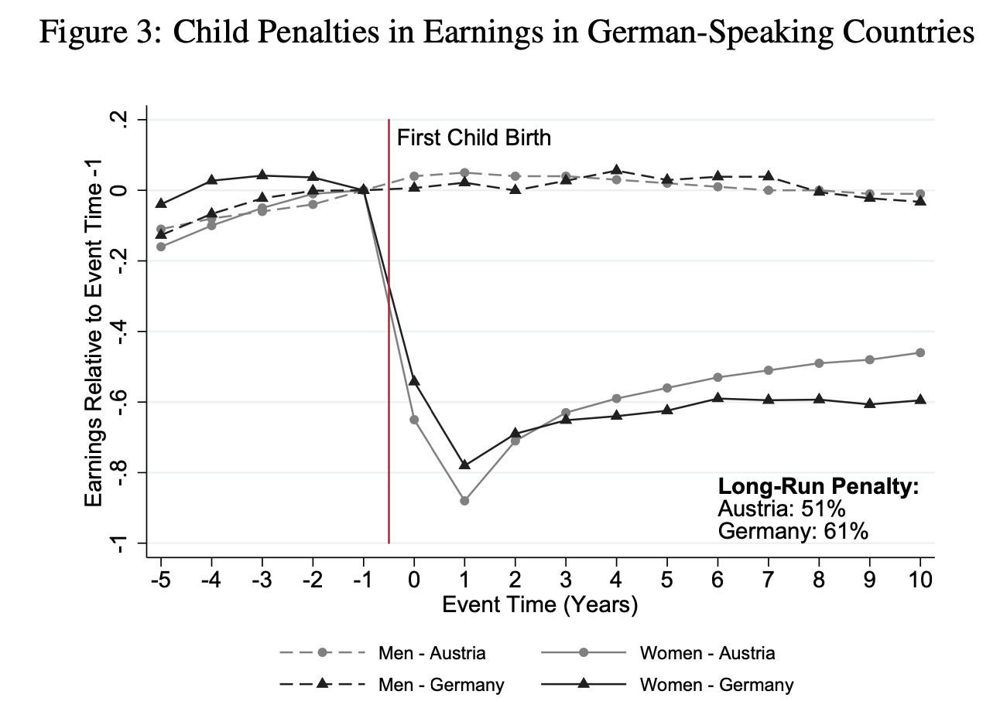 Figure 3: Child Penalties in Earnings in German-Speaking Countries
Earnings Relative to Event Time -1
.2
0
-.2
-.4
-.6
-.8
-1
First Child Birth
Long-Run Penalty:
Austria: 51%
Germany: 61%
-5 -4 -3 -2 -1 0 1 2 3 4 5 6 7 8 9 10
Event Time (Years)
Men - Austria Women - Austria
Men - Germany Women - Germany